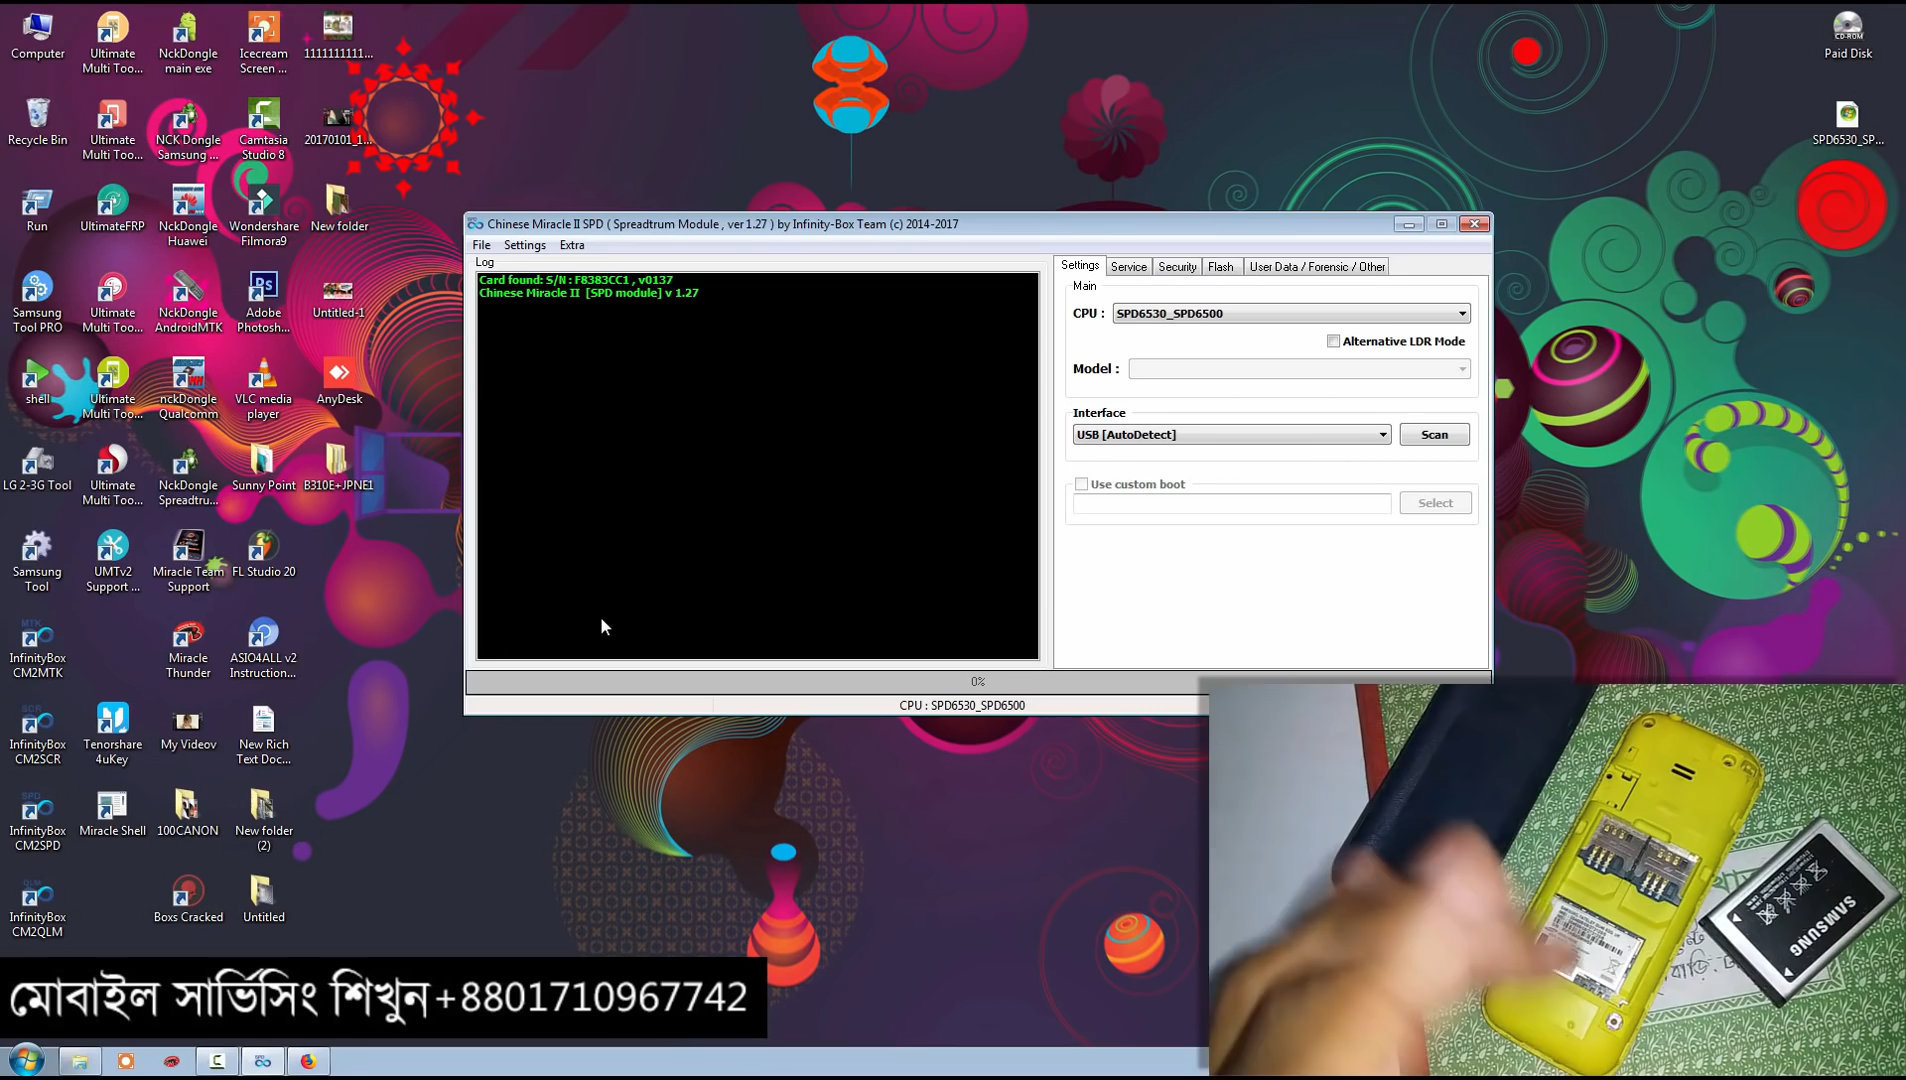 Computer
Ultimate
Multi Too...
NckDongle
main exe
Icecream
Screen ...
1111111111...
Recycle Bin
Ultimate
Multi Too...
NCK Dongle
Samsung ...
Camtasia
Studio 8
20170101_1...
Run
UltimateFRP
NckDongle
Huawei
Wondershare
Filmora9
New folder
Samsung
Tool PRO
Ultimate
Multi Too...
NckDongle
AndroidMTK
Adobe
Photosh...
Untitled-1
shell
Ultimate
Multi Too...
nckDongle
Qualcomm
VLC media
player
AnyDesk
LG 2-3G Tool
Ultimate
Multi Too...
NckDongle
Spreadtru...
Sunny Point
B310E+JPNE1
Samsung
Tool
UMTv2
Support ...
Miracle Team
Support
FL Studio 20
InfinityBox
CM2MTK
Miracle
Thunder
ASIO4ALL v2
Instruction...
InfinityBox
CM2SCR
Tenorshare
4uKey
My Videov
New Rich
Text Doc...
InfinityBox
CM2SPD
Miracle Shell
100CANON
New folder
(2)
InfinityBox
CM2QLM
Boxs Cracked
Untitled
CD-ROM
Paid Disk
SPD6530_SP...
Chinese Miracle II SPD ( Spreadtrum Module , ver 1.27 ) by Infinity-Box Team (c) 2014-2017
File Settings Extra
Log
Card found: S/N : F8383CC1 , v0137
Chinese Miracle II [SPD module] v 1.27
Settings Service Security Flash User Data / Forensic / Other
Main
CPU : SPD6530_SPD6500
Alternative LDR Mode
Model :
Interface
USB [AutoDetect] Scan
Use custom boot
Select
0%
CPU : SPD6530_SPD6500
SAMSUNG
মোবাইল সার্ভিসিং শিখুন+8801710967742